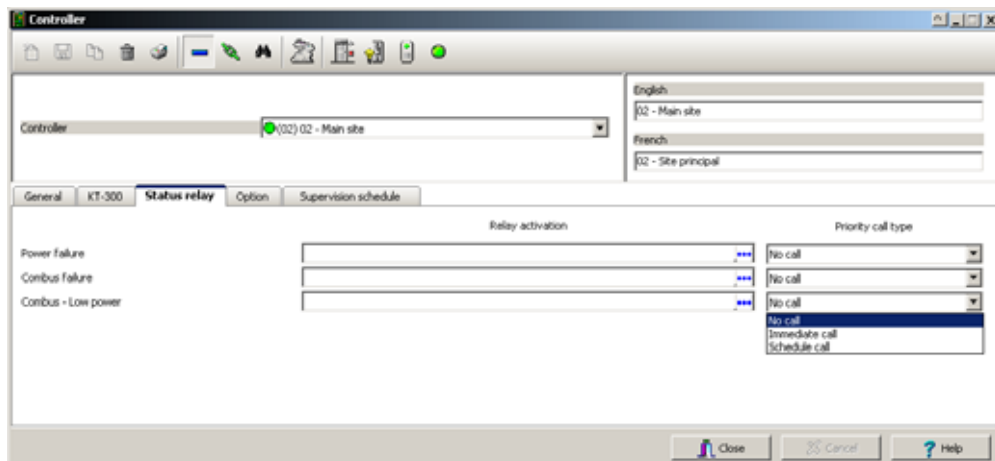 Controller
English
02 - Main site
Controller
(02) 02 - Main site
French
02 - Site principal
General KT-300 Status relay Option Supervision schedule
Relay activation Priority call type
Power failure No call
Combus failure No call
Combus - Low power No call
No call
Immediate call
Schedule call
Close Cancel Help